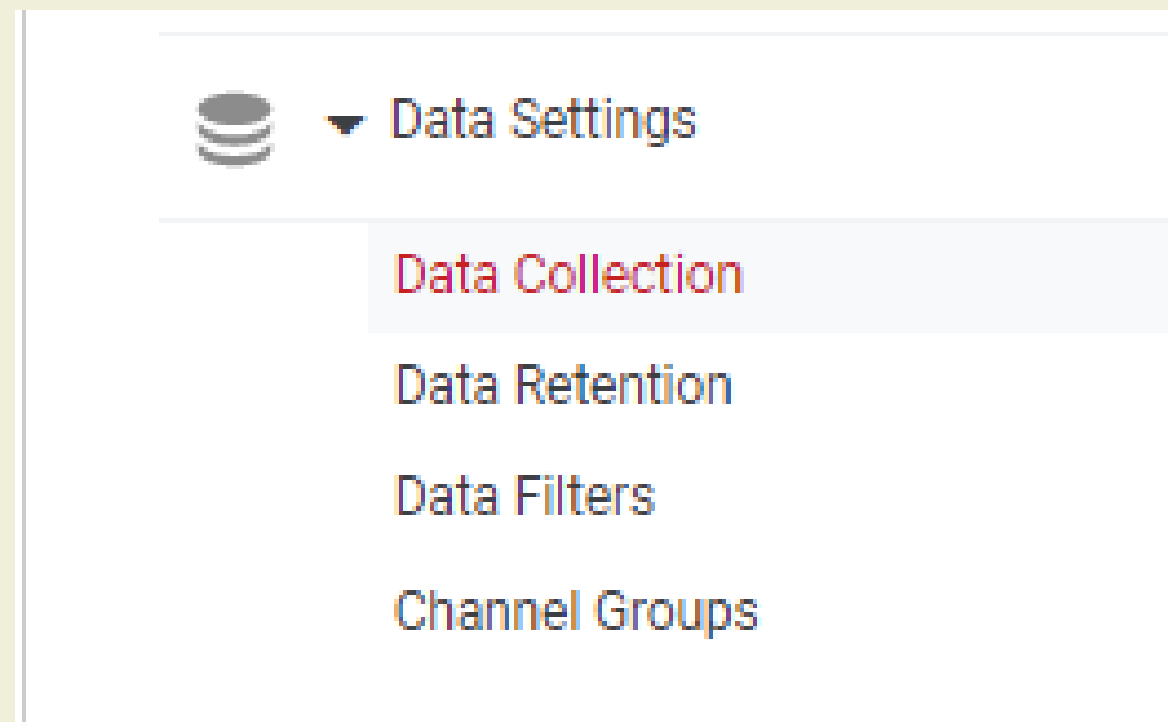 Data Settings
Data Collection
Data Retention
Data Filters
Channel Groups